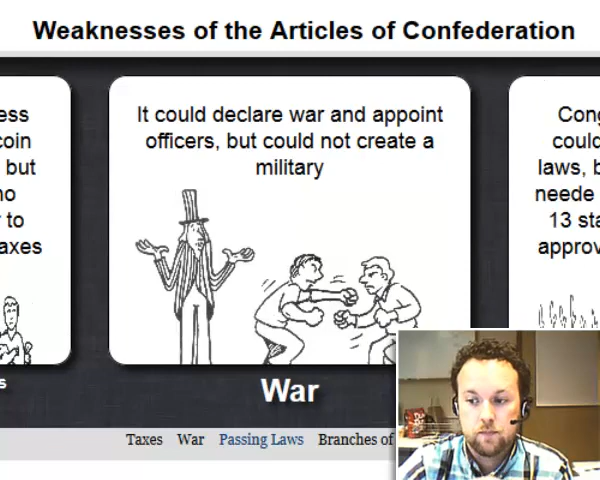 Weaknesses of the Articles of Confederation
ess
coin
but
no
to
axes
s
It could declare war and appoint
officers, but could not create a
military
War
Cong
could
laws, b
neede
13 sta
approv
Taxes War Passing Laws Branches of